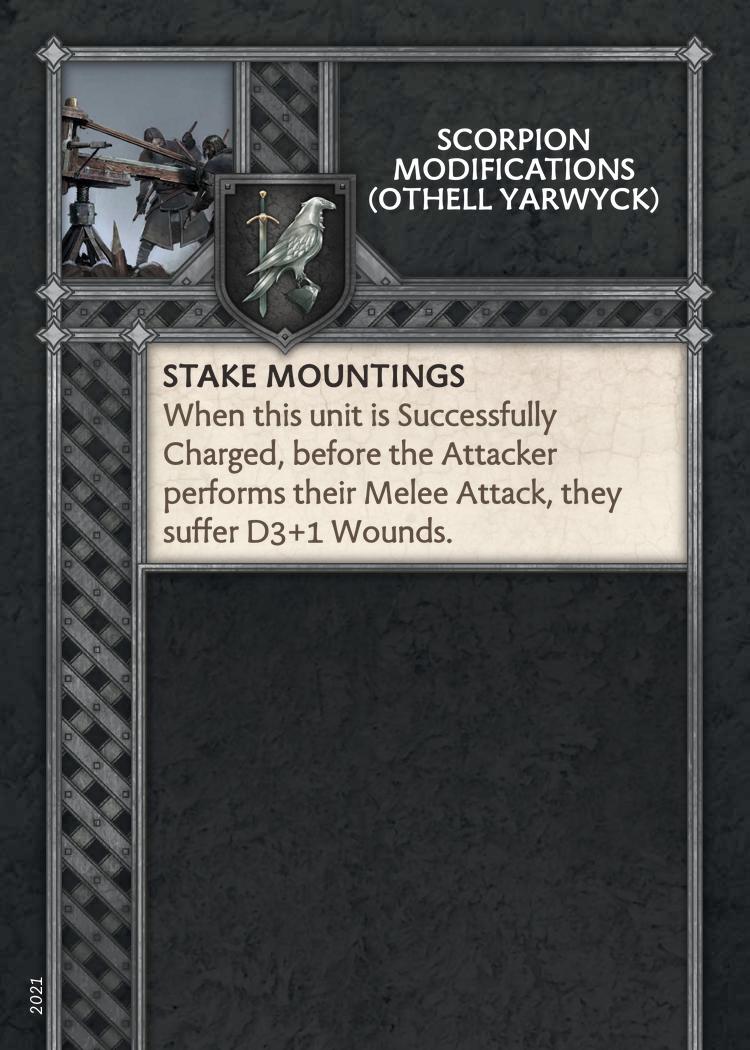 SCORPION
MODIFICATIONS
(OTHELL YARWYCK)
STAKE MOUNTINGS
When this unit is Successfully
Charged, before the Attacker
performs their Melee Attack, they
suffer D3+1 Wounds.
2021